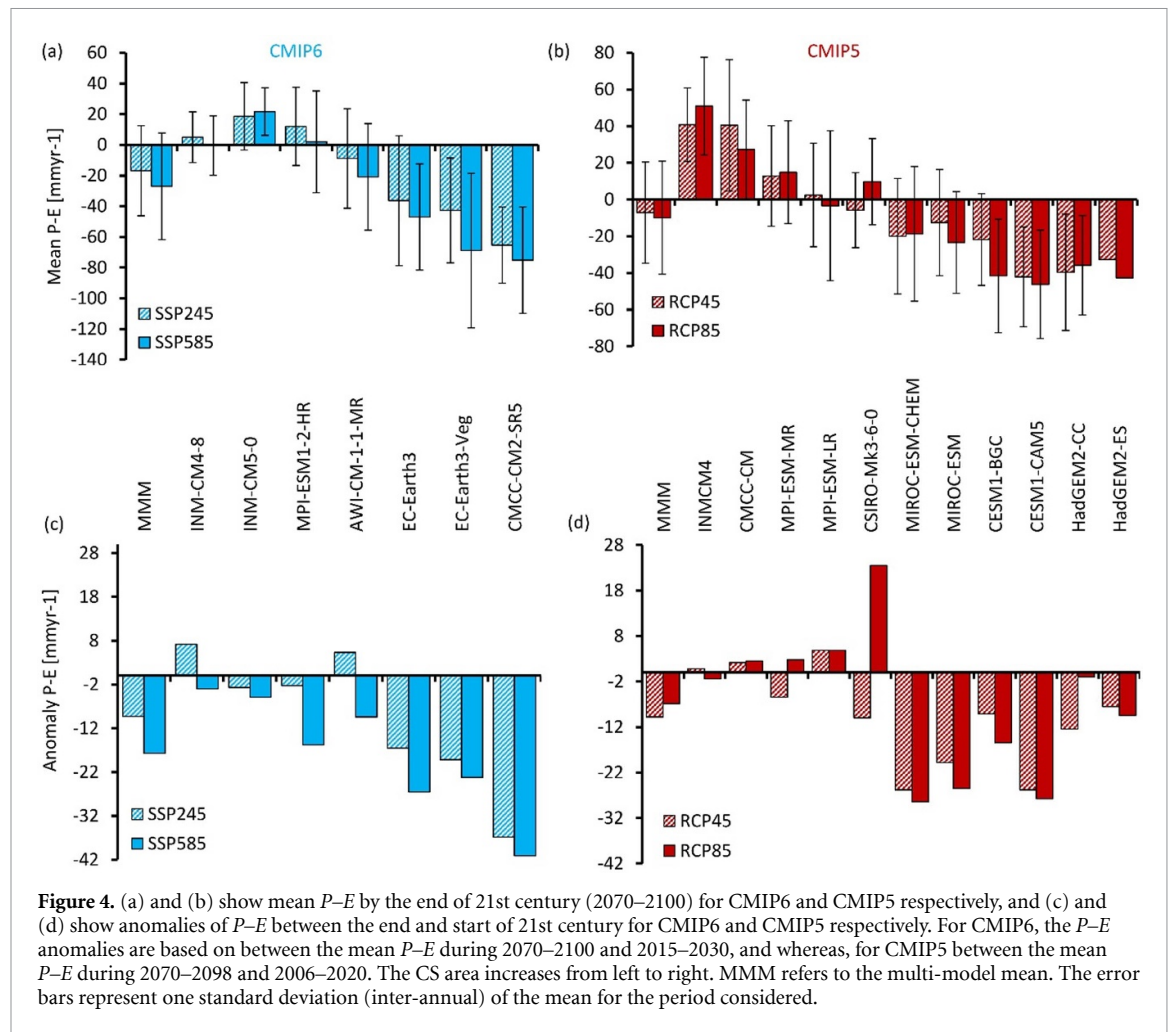 (a)
CMIP6
60
40
20
0
-20
-40
-60
-80
-100
-120
-140
Mean P-E [mmyr-1]
SSP245
SSP585
(b)
CMIP5
80
60
40
20
0
-20
-40
-60
-80
RCP45
RCP85
MMM
INM-CM4-8
INM-CM5-0
MPI-ESM1-2-HR
AWI-CM-1-1-MR
EC-Earth3
EC-Earth3-Veg
CMCC-CM2-SR5
MMM
INMCM4
CMCC-CM
MPI-ESM-MR
MPI-ESM-LR
CSIRO-Mk3-6-0
MIROC-ESM-CHEM
MIROC-ESM
CESM1-BGC
CESM1-CAM5
HadGEM2-CC
HadGEM2-ES
(c)
28
18
8
-2
-12
-22
-32
-42
Anomaly P-E [mmyr-1]
SSP245
SSP585
(d)
28
18
8
-2
-12
-22
-32
-42
RCP45
RCP85
Figure 4. (a) and (b) show mean P–E by the end of 21st century (2070–2100) for CMIP6 and CMIP5 respectively, and (c) and
(d) show anomalies of P–E between the end and start of 21st century for CMIP6 and CMIP5 respectively. For CMIP6, the P–E
anomalies are based on between the mean P–E during 2070–2100 and 2015–2030, and whereas, for CMIP5 between the mean
P–E during 2070–2098 and 2006–2020. The CS area increases from left to right. MMM refers to the multi-model mean. The error
bars represent one standard deviation (inter-annual) of the mean for the period considered.